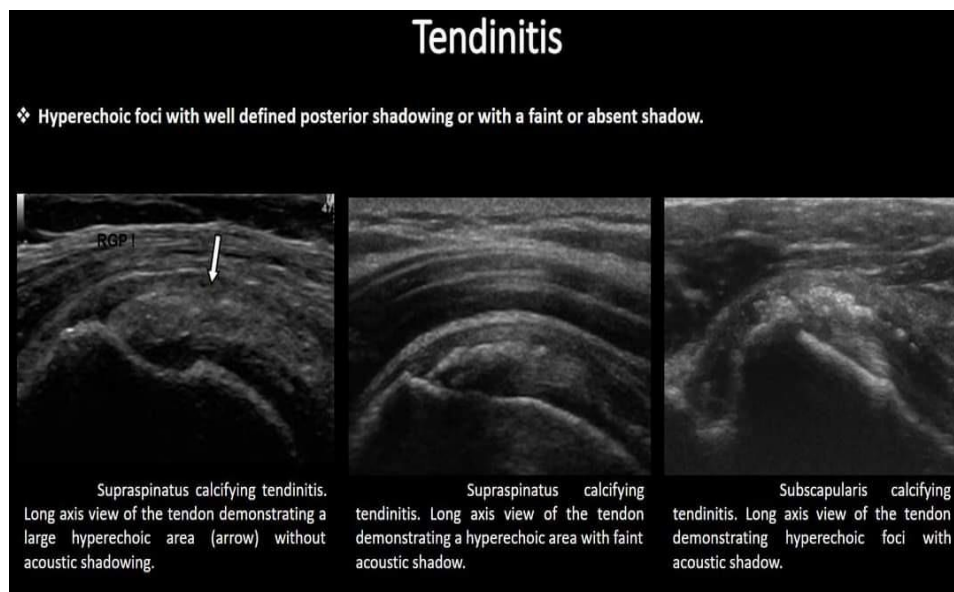 Tendinitis
❖ Hyperechoic foci with well defined posterior shadowing or with a faint or absent shadow.
RGP !
Supraspinatus calcifying tendinitis.
Long axis view of the tendon demonstrating a
large hyperechoic area (arrow) without
acoustic shadowing.
Supraspinatus calcifying
tendinitis. Long axis view of the tendon
demonstrating a hyperechoic area with faint
acoustic shadow.
Subscapularis calcifying
tendinitis. Long axis view of the tendon
demonstrating hyperechoic foci with
acoustic shadow.